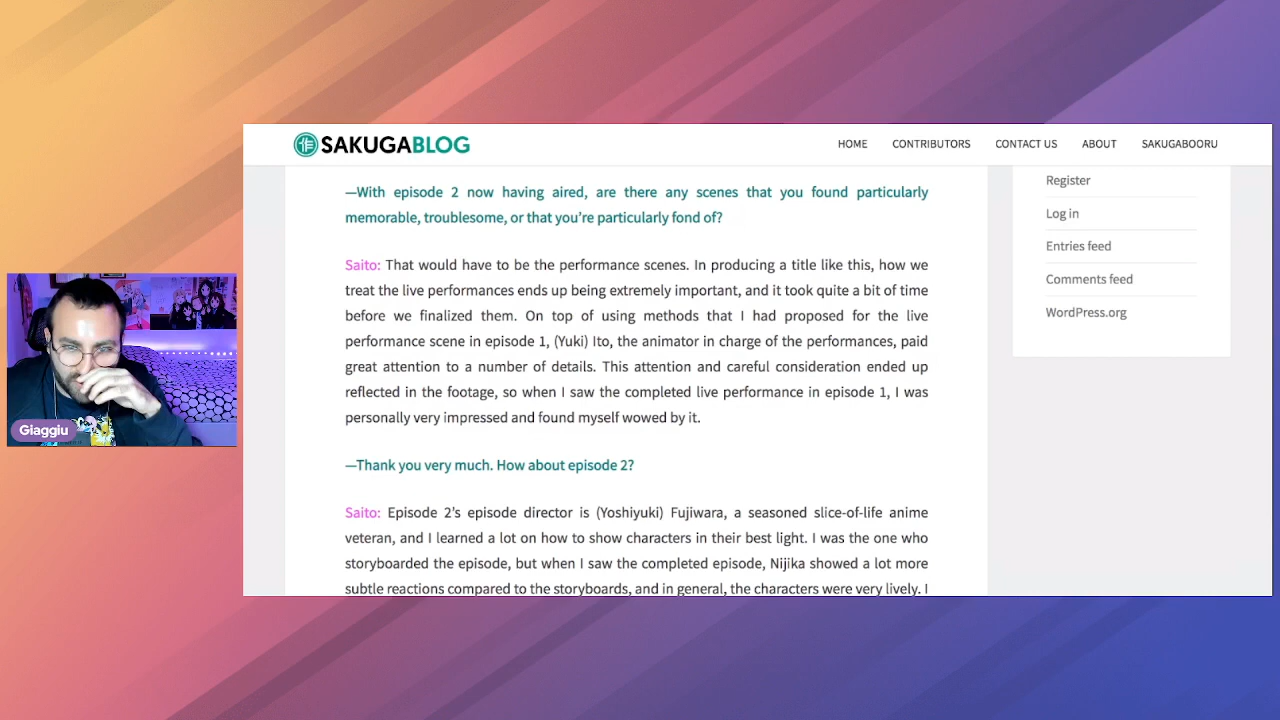 SAKUGABLOG
HOME CONTRIBUTORS CONTACT US ABOUT SAKUGABOORU
—With episode 2 now having aired, are there any scenes that you found particularly
memorable, troublesome, or that you’re particularly fond of?
Saito: That would have to be the performance scenes. In producing a title like this, how we
treat the live performances ends up being extremely important, and it took quite a bit of time
before we finalized them. On top of using methods that I had proposed for the live
performance scene in episode 1, (Yuki) Ito, the animator in charge of the performances, paid
great attention to a number of details. This attention and careful consideration ended up
reflected in the footage, so when I saw the completed live performance in episode 1, I was
personally very impressed and found myself wowed by it.
—Thank you very much. How about episode 2?
Saito: Episode 2’s episode director is (Yoshiyuki) Fujiwara, a seasoned slice-of-life anime
veteran, and I learned a lot on how to show characters in their best light. I was the one who
storyboarded the episode, but when I saw the completed episode, Nijika showed a lot more
subtle reactions compared to the storyboards, and in general, the characters were very lively. I
Register
Log in
Entries feed
Comments feed
WordPress.org
Giaggiu